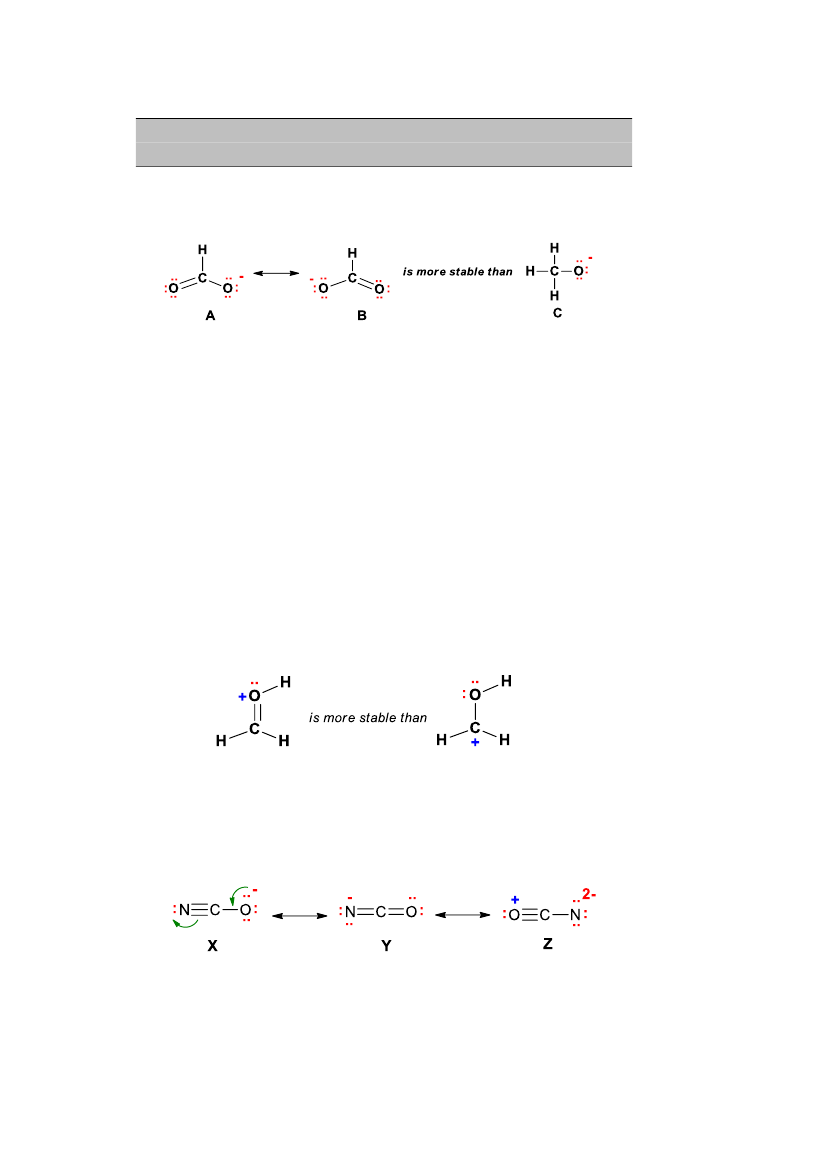 H H H
C C is more stable than H C O -
O O - - O O H
A B C
H H
+ O O
C is more stable than C
H H H + H
- - + 2-
N C O N C O O C N
X Y Z